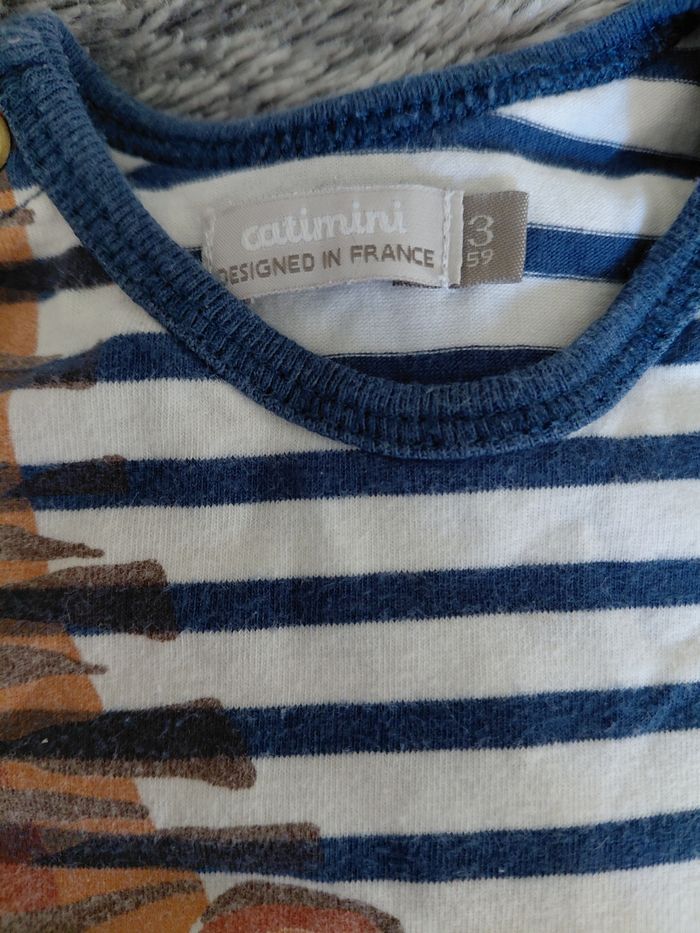 catimini
DESIGNED IN FRANCE
3
59